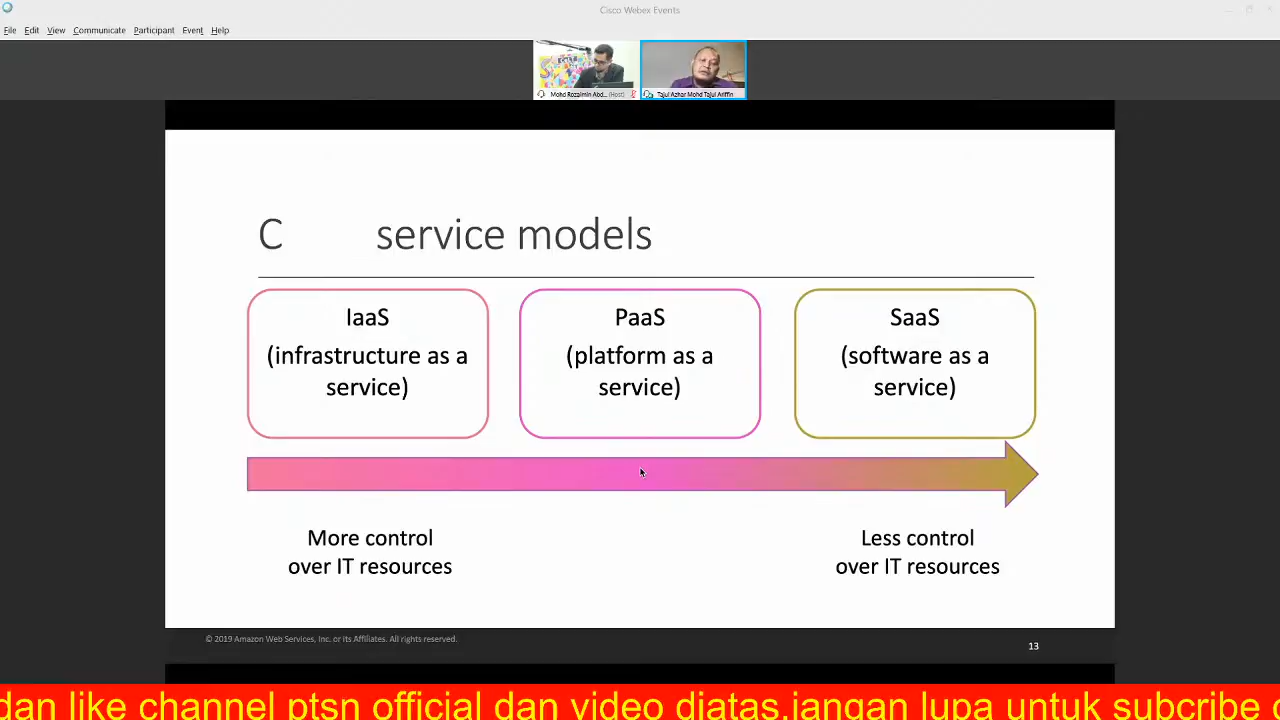 Cisco Webex Events
File Edit View Communicate Participant Event Help
Mohd Rozaimin Abd... (Host)
Tajul Azhar Mohd Tajul Ariffin
C service models
IaaS
(infrastructure as a
service)
PaaS
(platform as a
service)
SaaS
(software as a
service)
More control
over IT resources
Less control
over IT resources
© 2019 Amazon Web Services, Inc. or its Affiliates. All rights reserved.
13
dan like channel ptsn official dan video diatas,jangan lupa untuk subcribe